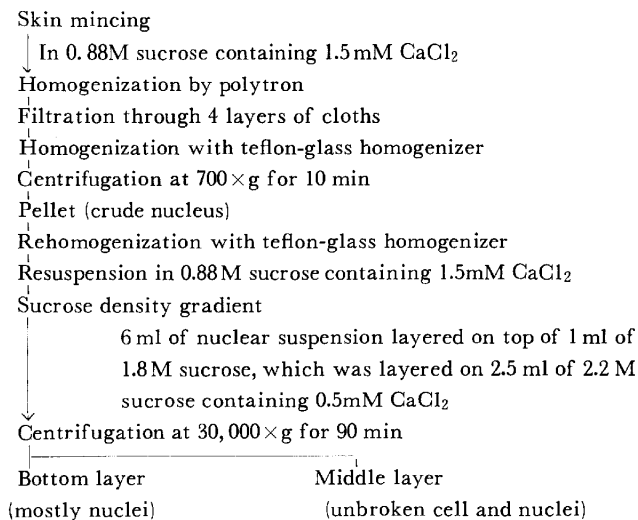 Skin mincing
In 0.88M sucrose containing 1.5mM CaCl₂
Homogenization by polytron
Filtration through 4 layers of cloths
Homogenization with teflon-glass homogenizer
Centrifugation at 700×g for 10 min
Pellet (crude nucleus)
Rehomogenization with teflon-glass homogenizer
Resuspension in 0.88M sucrose containing 1.5mM CaCl₂
Sucrose density gradient
6 ml of nuclear suspension layered on top of 1 ml of
1.8M sucrose, which was layered on 2.5 ml of 2.2M
sucrose containing 0.5mM CaCl₂
Centrifugation at 30,000×g for 90 min
Bottom layer Middle layer
(mostly nuclei) (unbroken cell and nuclei)